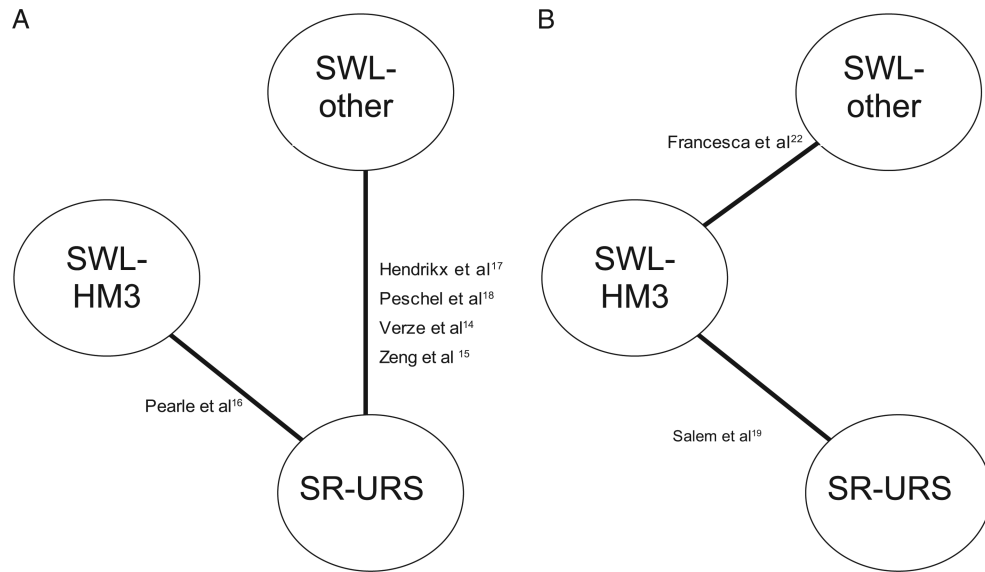 A
SWL-
other
SWL-
HM3
Hendrikx et al17
Peschel et al18
Verze et al14
Zeng et al 15
Pearle et al16
SR-URS
B
SWL-
other
Francesca et al22
SWL-
HM3
Salem et al19
SR-URS